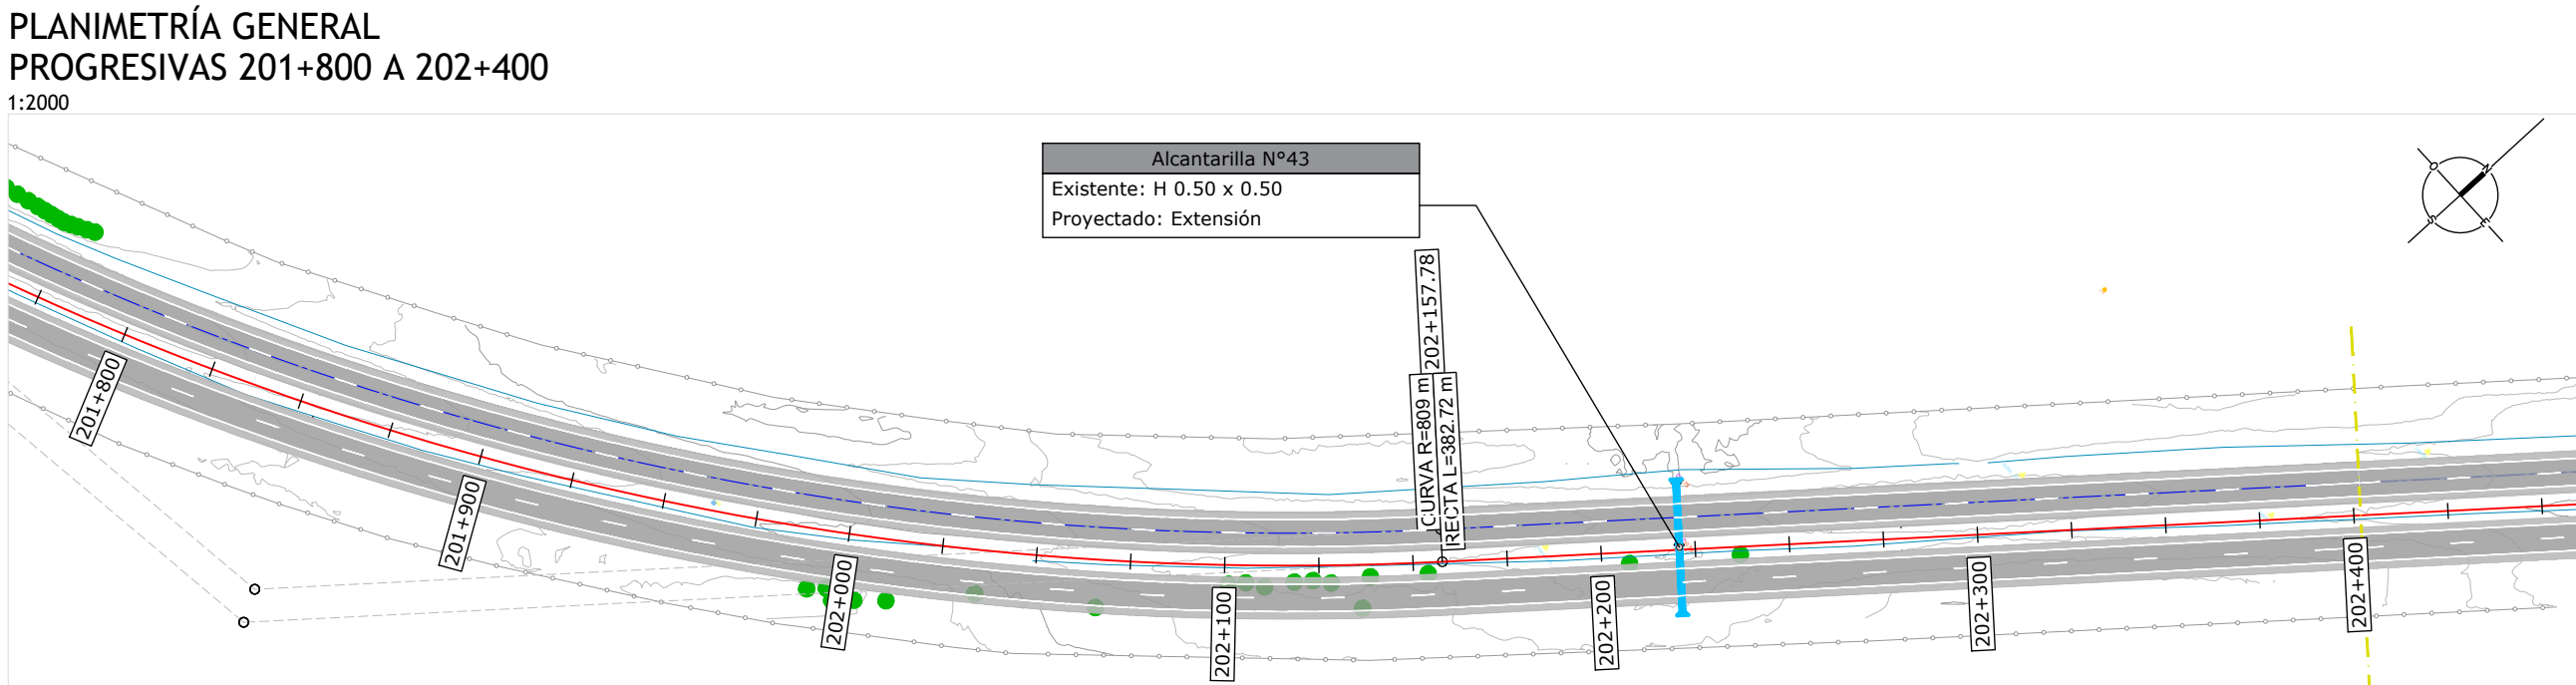 PLANIMETRÍA GENERAL
PROGRESIVAS 201+800 A 202+400
1:2000
Alcantarilla N°43
Existente: H 0.50 x 0.50
Proyectado: Extensión
O
N
S
E
202+157.78
CURVA R=809 m
RECTA L=382.72 m
201+800
201+900
202+000
202+100
202+200
202+300
202+400